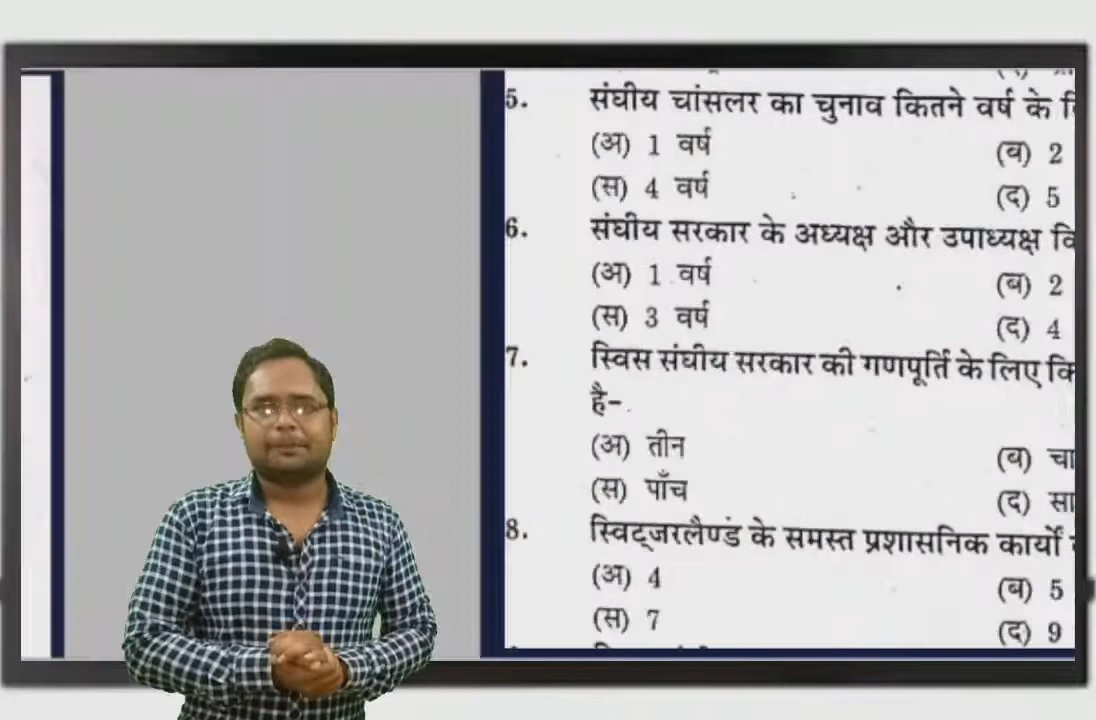 5. संघीय चांसलर का चुनाव कितने वर्ष के
(अ) 1 वर्ष (ब) 2
(स) 4 वर्ष (द) 5
6. संघीय सरकार के अध्यक्ष और उपाध्यक्ष
(अ) 1 वर्ष (ब) 2
(स) 3 वर्ष (द) 4
7. स्विस संघीय सरकार की गणपूर्ति के लिए
है-
(अ) तीन (ब) चा
(स) पाँच (द) सा
8. स्विट्जरलैण्ड के समस्त प्रशासनिक कार्यों
(अ) 4 (ब) 5
(स) 7 (द) 9